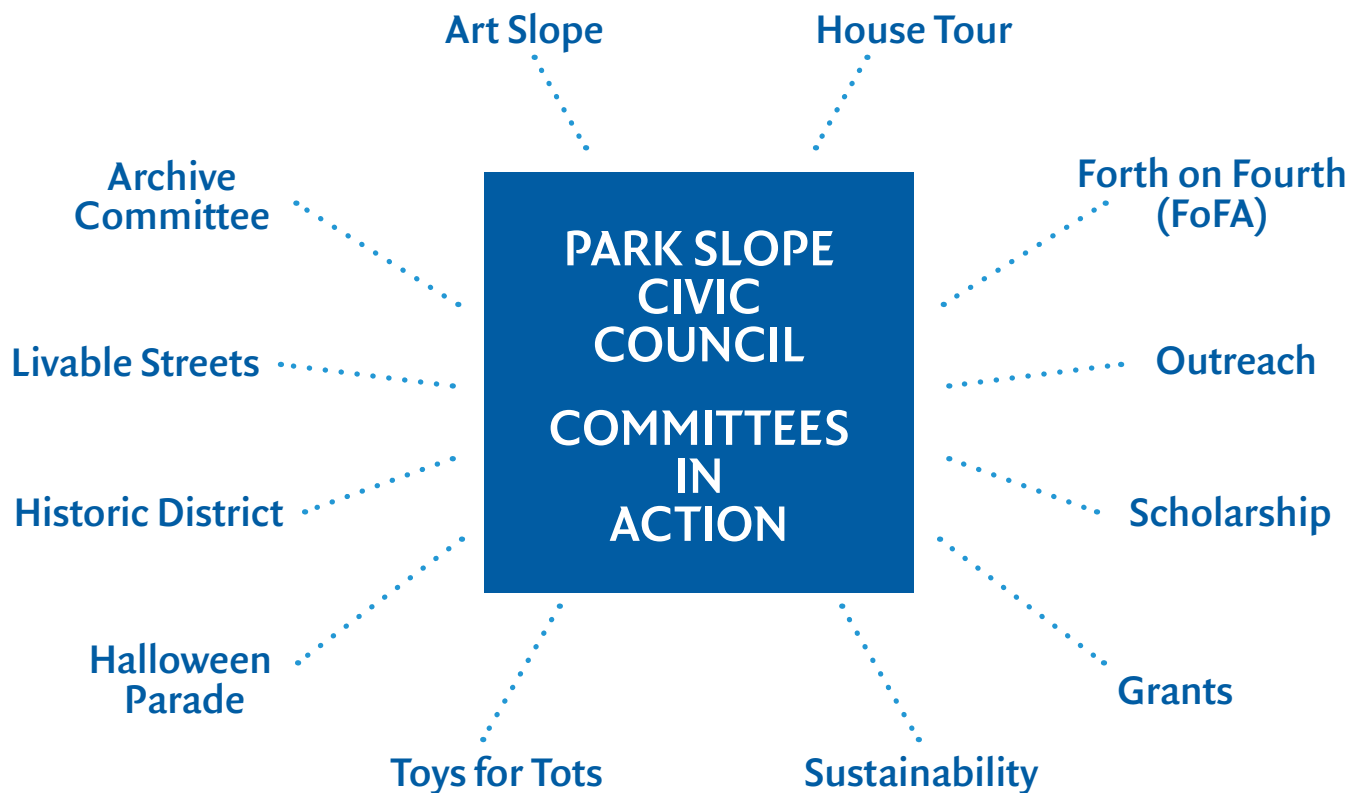 Art Slope
House Tour
Archive
Committee
Forth on Fourth
(FoFA)
PARK SLOPE
CIVIC
COUNCIL
COMMITTEES
IN
ACTION
Livable Streets
Outreach
Historic District
Scholarship
Halloween
Parade
Grants
Toys for Tots
Sustainability